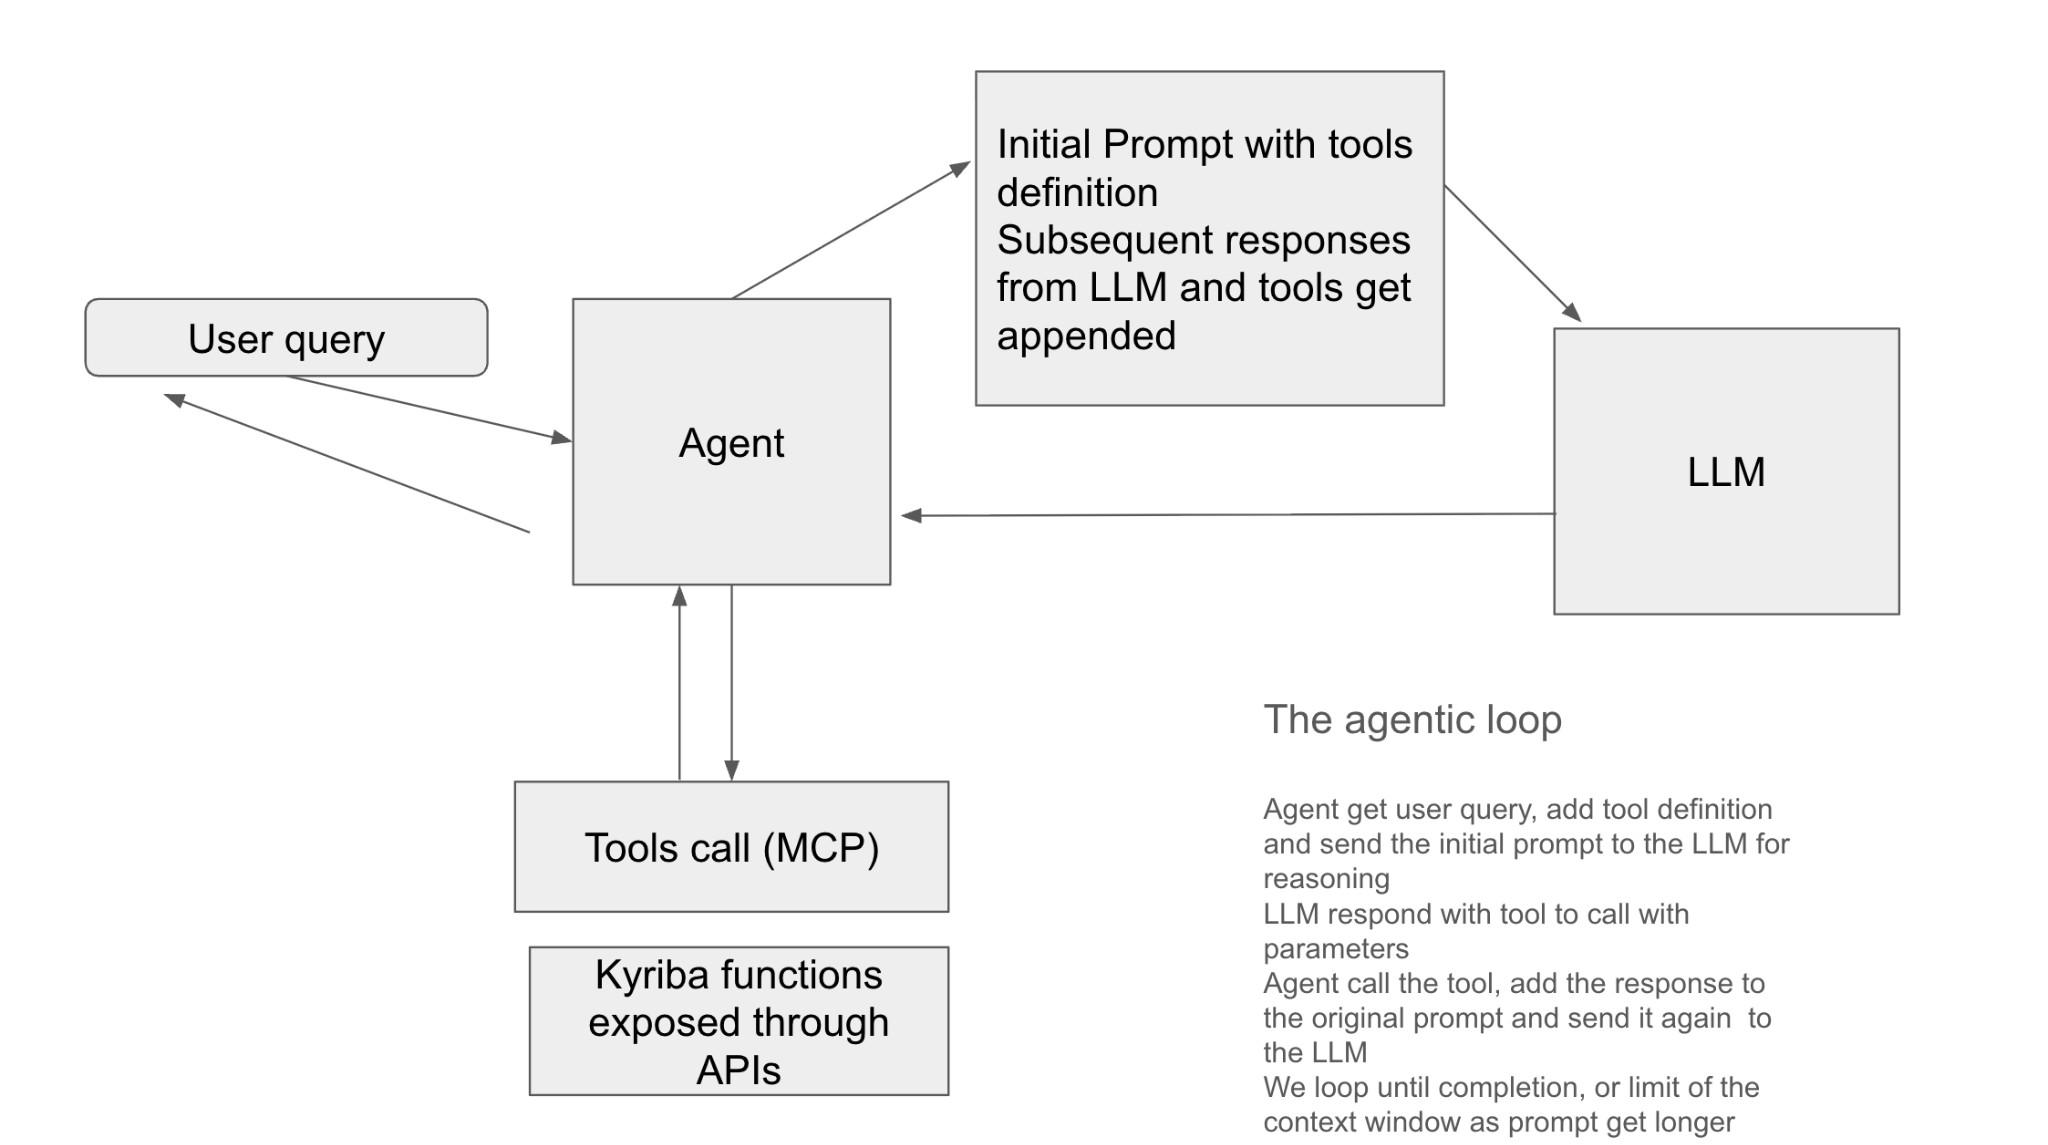 Initial Prompt with tools
definition
Subsequent responses
from LLM and tools get
appended
User query
Agent
LLM
Tools call (MCP)
Kyriba functions
exposed through
APIs
The agentic loop
Agent get user query, add tool definition
and send the initial prompt to the LLM for
reasoning
LLM respond with tool to call with
parameters
Agent call the tool, add the response to
the original prompt and send it again  to
the LLM
We loop until completion, or limit of the
context window as prompt get longer